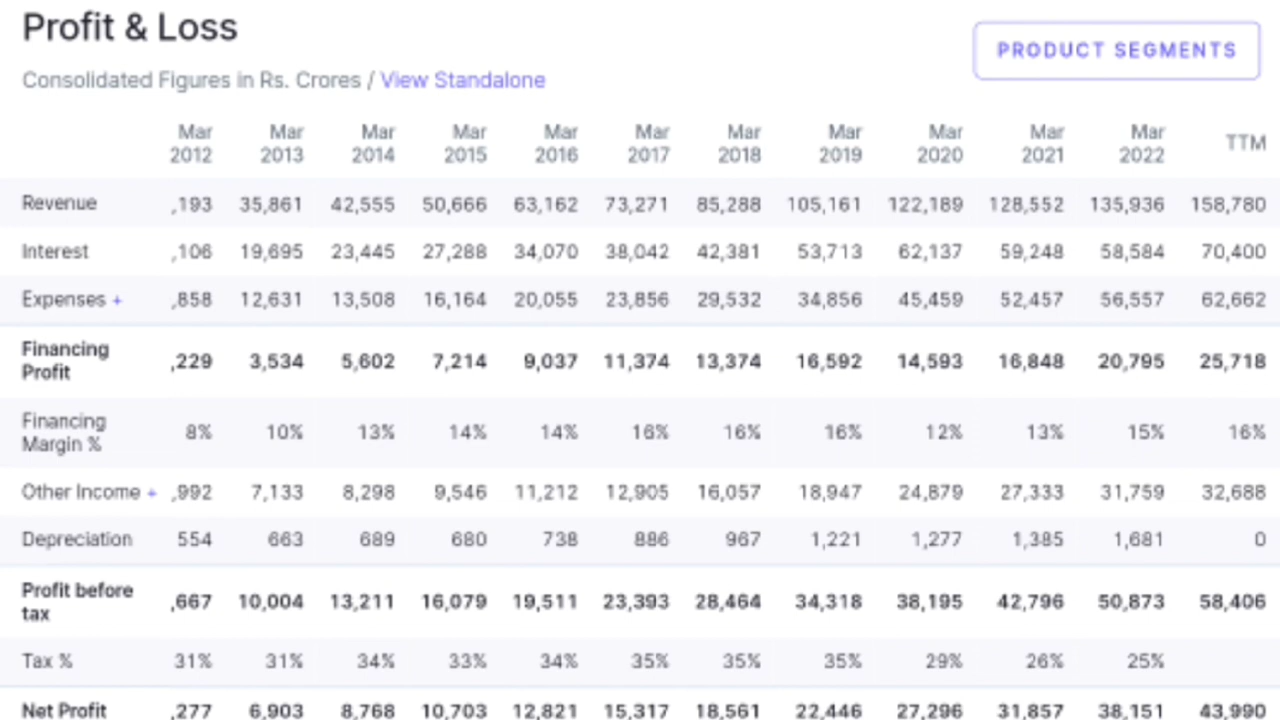 Profit & Loss
PRODUCT SEGMENTS
Consolidated Figures in Rs. Crores / View Standalone
Mar 2012 Mar 2013 Mar 2014 Mar 2015 Mar 2016 Mar 2017 Mar 2018 Mar 2019 Mar 2020 Mar 2021 Mar 2022 TTM
Revenue ,193 35,861 42,555 50,666 63,162 73,271 85,288 105,161 122,189 128,552 135,936 158,780
Interest ,106 19,695 23,445 27,288 34,070 38,042 42,381 53,713 62,137 59,248 58,584 70,400
Expenses + ,858 12,631 13,508 16,164 20,055 23,856 29,532 34,856 45,459 52,457 56,557 62,662
Financing Profit ,229 3,534 5,602 7,214 9,037 11,374 13,374 16,592 14,593 16,848 20,795 25,718
Financing Margin % 8% 10% 13% 14% 14% 16% 16% 16% 12% 13% 15% 16%
Other Income + ,992 7,133 8,298 9,546 11,212 12,905 16,057 18,947 24,879 27,333 31,759 32,688
Depreciation 554 663 689 680 738 886 967 1,221 1,277 1,385 1,681 0
Profit before tax ,667 10,004 13,211 16,079 19,511 23,393 28,464 34,318 38,195 42,796 50,873 58,406
Tax % 31% 31% 34% 33% 34% 35% 35% 35% 29% 26% 25%
Net Profit ,277 6,903 8,768 10,703 12,821 15,317 18,561 22,446 27,296 31,857 38,151 43,990